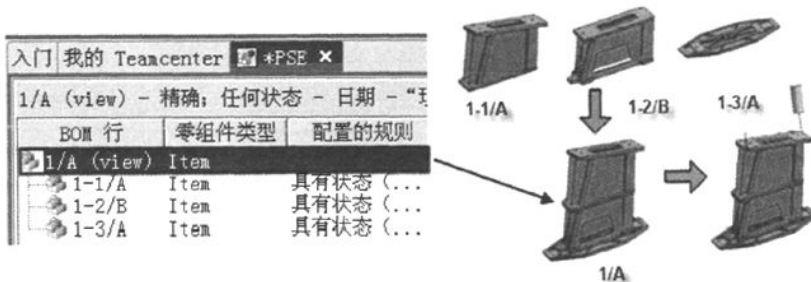 入门 我的 Teamcenter *PSE ×
1/A (view) - 精确; 任何状态 - 日期 - “现
BOM 行 零组件类型 配置的规则
1/A (view) Item
1-1/A Item 具有状态 (...
1-2/B Item 具有状态 (...
1-3/A Item 具有状态 (...
1-1/A 1-2/B 1-3/A
1/A